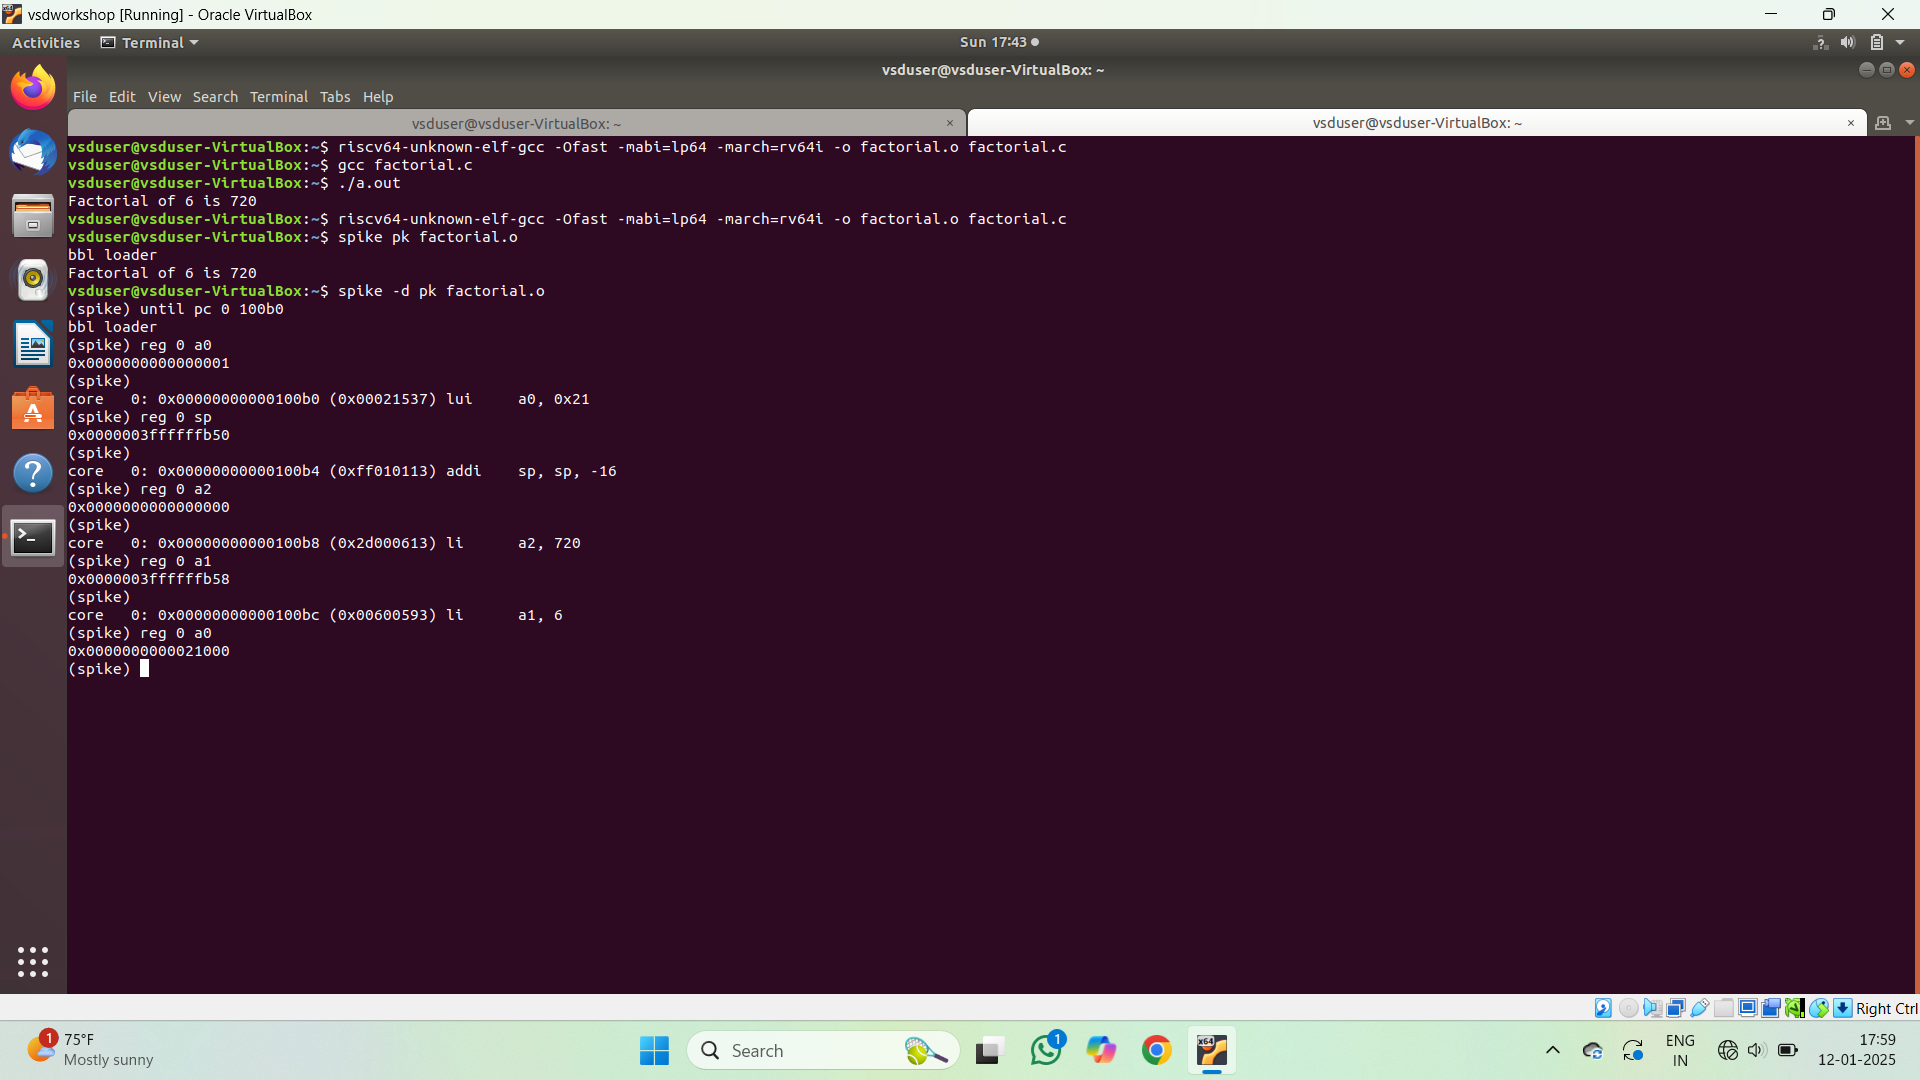 vsdworkshop [Running] - Oracle VirtualBox
Activities Terminal Sun 17:43
vsduser@vsduser-VirtualBox: ~
File Edit View Search Terminal Tabs Help
vsduser@vsduser-VirtualBox: ~ × vsduser@vsduser-VirtualBox: ~ ×
vsduser@vsduser-VirtualBox:~$ riscv64-unknown-elf-gcc -Ofast -mabi=lp64 -march=rv64i -o factorial.o factorial.c
vsduser@vsduser-VirtualBox:~$ gcc factorial.c
vsduser@vsduser-VirtualBox:~$ ./a.out
Factorial of 6 is 720
vsduser@vsduser-VirtualBox:~$ riscv64-unknown-elf-gcc -Ofast -mabi=lp64 -march=rv64i -o factorial.o factorial.c
vsduser@vsduser-VirtualBox:~$ spike pk factorial.o
bbl loader
Factorial of 6 is 720
vsduser@vsduser-VirtualBox:~$ spike -d pk factorial.o
(spike) until pc 0 100b0
bbl loader
(spike) reg 0 a0
0x0000000000000001
(spike)
core   0: 0x00000000000100b0 (0x00021537) lui     a0, 0x21
(spike) reg 0 sp
0x0000003ffffffb50
(spike)
core   0: 0x00000000000100b4 (0xff010113) addi    sp, sp, -16
(spike) reg 0 a2
0x0000000000000000
(spike)
core   0: 0x00000000000100b8 (0x2d000613) li      a2, 720
(spike) reg 0 a1
0x0000003ffffffb58
(spike)
core   0: 0x00000000000100bc (0x00600593) li      a1, 6
(spike) reg 0 a0
0x0000000000021000
(spike)
Right Ctrl
1 75°F
Mostly sunny
Search
1
x64
ENG
IN
17:59
12-01-2025